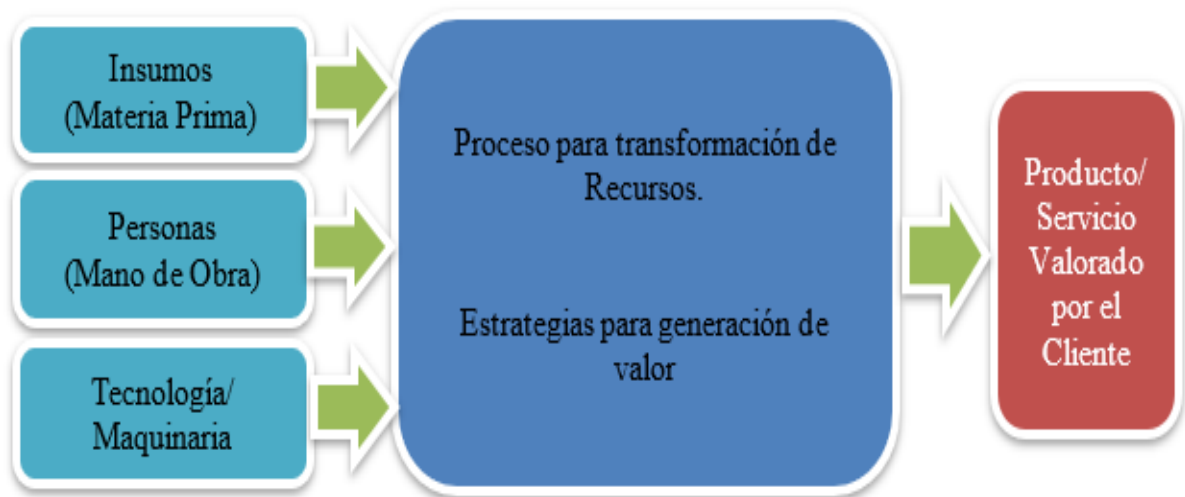 Insumos
(Materia Prima)
Personas
(Mano de Obra)
Tecnología/
Maquinaria
Proceso para transformación de
Recursos.
Estrategias para generación de
valor
Producto/
Servicio
Valorado
por el
Cliente